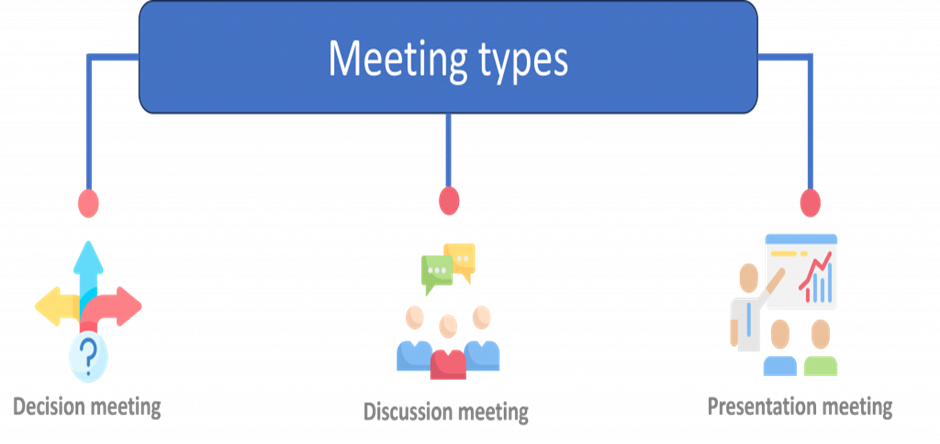 Meeting types
?
Decision meeting
Discussion meeting
Presentation meeting